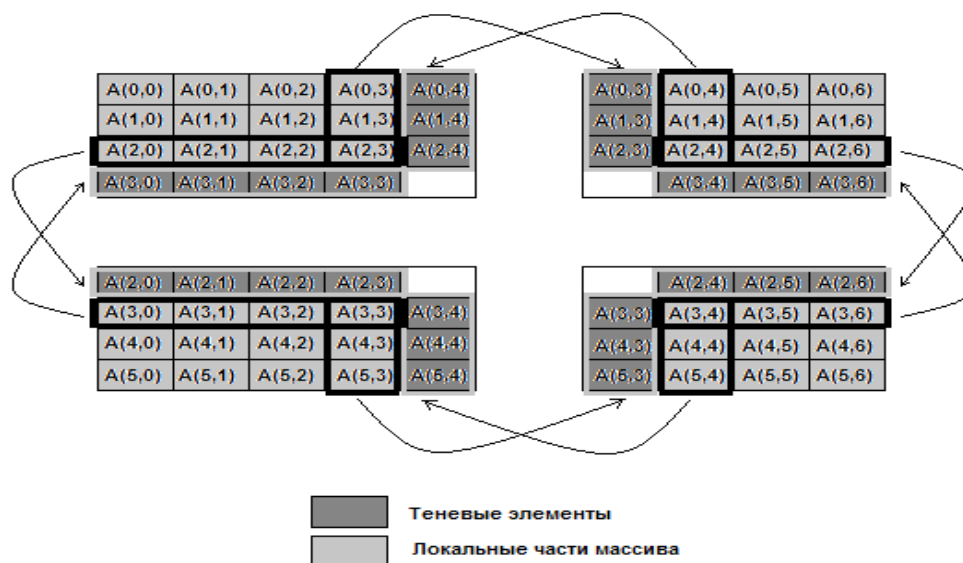 A(0,0) A(0,1) A(0,2) A(0,3) A(0,4) A(0,3) A(0,4) A(0,5) A(0,6)
A(1,0) A(1,1) A(1,2) A(1,3) A(1,4) A(1,3) A(1,4) A(1,5) A(1,6)
A(2,0) A(2,1) A(2,2) A(2,3) A(2,4) A(2,3) A(2,4) A(2,5) A(2,6)
A(3,0) A(3,1) A(3,2) A(3,3) A(3,4) A(3,5) A(3,6)
A(2,0) A(2,1) A(2,2) A(2,3) A(2,4) A(2,5) A(2,6)
A(3,0) A(3,1) A(3,2) A(3,3) A(3,4) A(3,3) A(3,4) A(3,5) A(3,6)
A(4,0) A(4,1) A(4,2) A(4,3) A(4,4) A(4,3) A(4,4) A(4,5) A(4,6)
A(5,0) A(5,1) A(5,2) A(5,3) A(5,4) A(5,3) A(5,4) A(5,5) A(5,6)
Теневые элементы
Локальные части массива